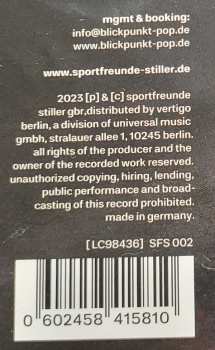 mgmt & booking:
info@blickpunkt-pop.de
www.blickpunkt-pop.de
www.sportfreunde-stiller.de
2023 [p] & [c] sportfreunde
stiller gbr,distributed by vertigo
berlin, a division of universal music
gmbh, stralauer allee 1, 10245 berlin.
all rights of the producer and the
owner of the recorded work reserved.
unauthorized copying, hiring, lending,
public performance and broad-
casting of this record prohibited.
made in germany.
[LC98436] SFS 002
0 602458 415810